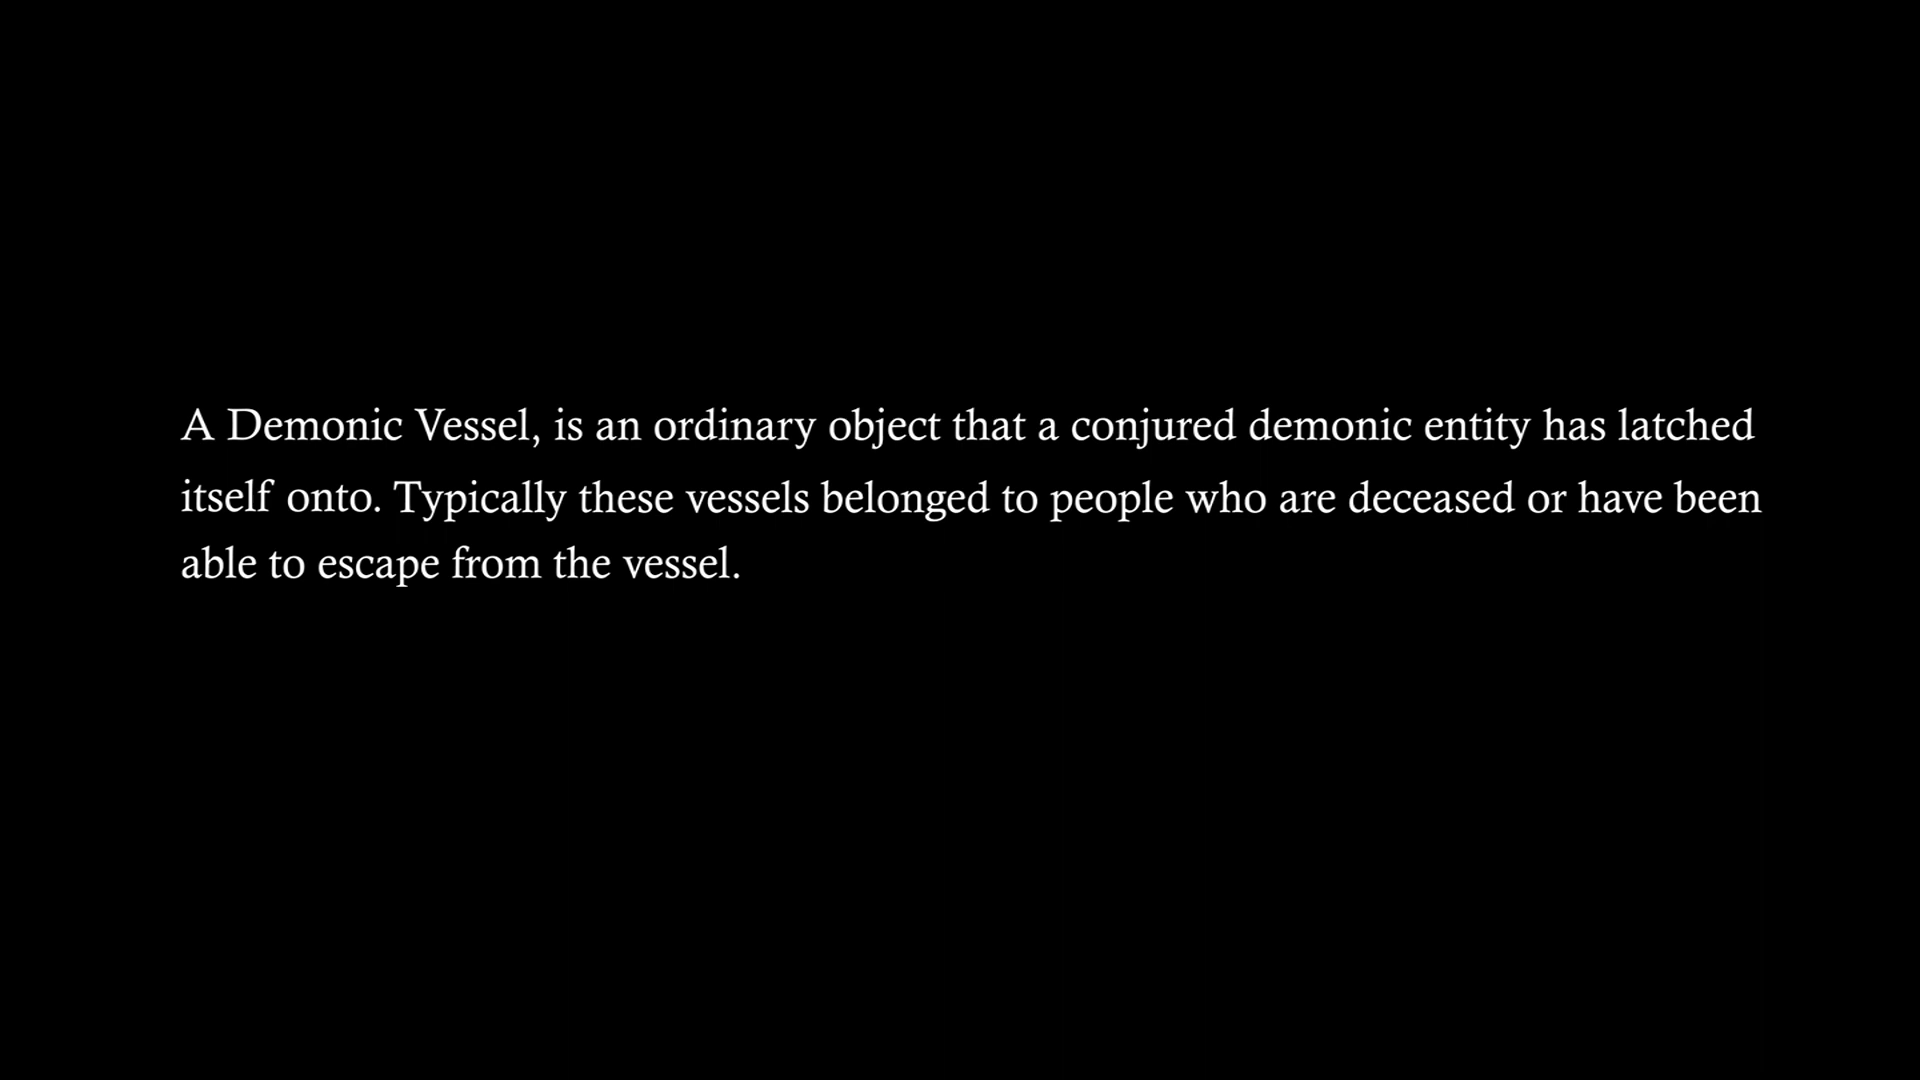 A Demonic Vessel, is an ordinary object that a conjured demonic entity has latched
itself onto. Typically these vessels belonged to people who are deceased or have been
able to escape from the vessel.